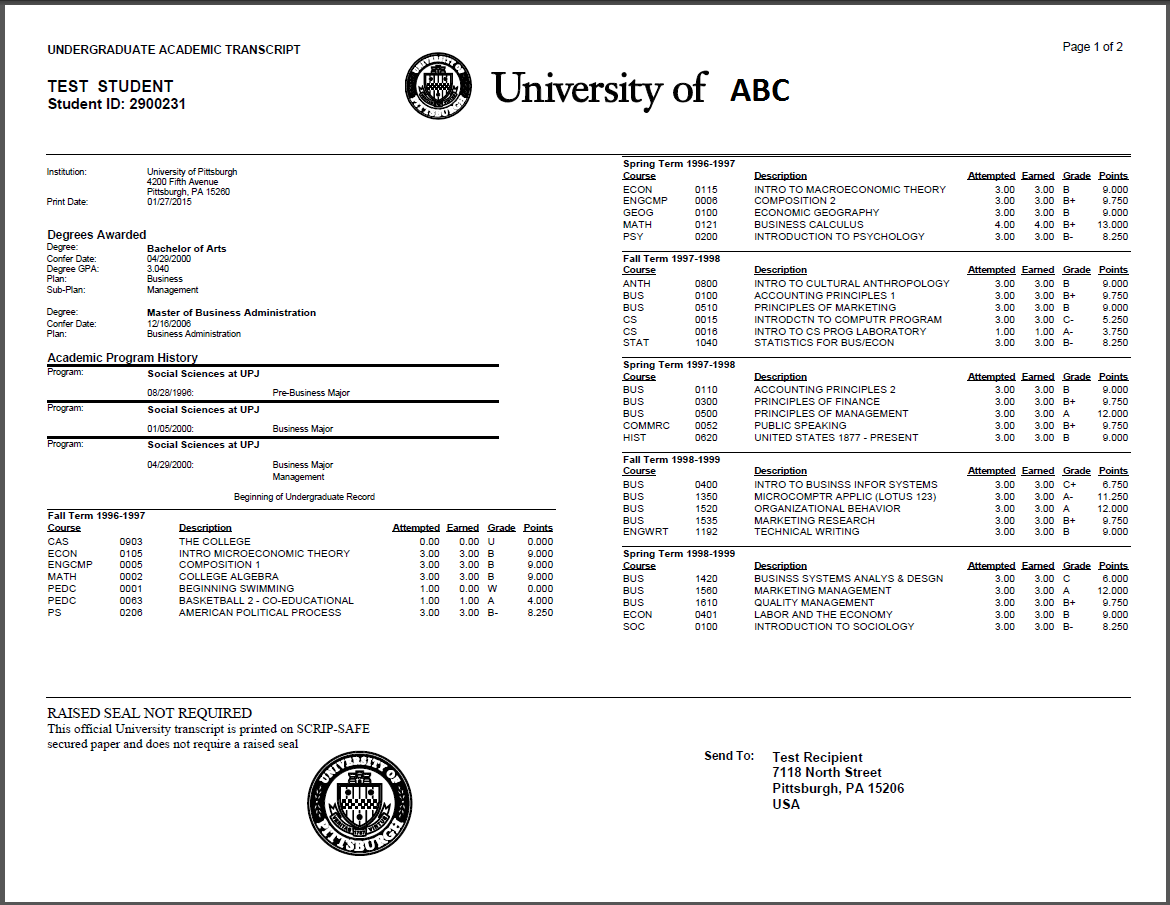 UNDERGRADUATE ACADEMIC TRANSCRIPT
Page 1 of 2
TEST STUDENT
Student ID: 2900231
UNIVERSITY OF PITTSBURGH
University of ABC
Institution: University of Pittsburgh
4200 Fifth Avenue
Pittsburgh, PA 15260
Print Date: 01/27/2015
Degrees Awarded
Degree: Bachelor of Arts
Confer Date: 04/29/2000
Degree GPA: 3.040
Plan: Business
Sub-Plan: Management
Degree: Master of Business Administration
Confer Date: 12/16/2006
Plan: Business Administration
Academic Program History
Program: Social Sciences at UPJ
08/28/1996: Pre-Business Major
Program: Social Sciences at UPJ
01/05/2000: Business Major
Program: Social Sciences at UPJ
04/29/2000: Business Major
Management
Beginning of Undergraduate Record
Fall Term 1996-1997
Course Description Attempted Earned Grade Points
CAS 0903 THE COLLEGE 0.00 0.00 U 0.000
ECON 0105 INTRO MICROECONOMIC THEORY 3.00 3.00 B 9.000
ENGCMP 0005 COMPOSITION 1 3.00 3.00 B 9.000
MATH 0002 COLLEGE ALGEBRA 3.00 3.00 B 9.000
PEDC 0001 BEGINNING SWIMMING 1.00 0.00 W 0.000
PEDC 0063 BASKETBALL 2 - CO-EDUCATIONAL 1.00 1.00 A 4.000
PS 0206 AMERICAN POLITICAL PROCESS 3.00 3.00 B- 8.250
Spring Term 1996-1997
Course Description Attempted Earned Grade Points
ECON 0115 INTRO TO MACROECONOMIC THEORY 3.00 3.00 B 9.000
ENGCMP 0006 COMPOSITION 2 3.00 3.00 B+ 9.750
GEOG 0100 ECONOMIC GEOGRAPHY 3.00 3.00 B 9.000
MATH 0121 BUSINESS CALCULUS 4.00 4.00 B+ 13.000
PSY 0200 INTRODUCTION TO PSYCHOLOGY 3.00 3.00 B- 8.250
Fall Term 1997-1998
Course Description Attempted Earned Grade Points
ANTH 0800 INTRO TO CULTURAL ANTHROPOLOGY 3.00 3.00 B 9.000
BUS 0100 ACCOUNTING PRINCIPLES 1 3.00 3.00 B+ 9.750
BUS 0510 PRINCIPLES OF MARKETING 3.00 3.00 B 9.000
CS 0015 INTRODCTN TO COMPUTR PROGRAM 3.00 3.00 C- 5.250
CS 0016 INTRO TO CS PROG LABORATORY 1.00 1.00 A- 3.750
STAT 1040 STATISTICS FOR BUS/ECON 3.00 3.00 B- 8.250
Spring Term 1997-1998
Course Description Attempted Earned Grade Points
BUS 0110 ACCOUNTING PRINCIPLES 2 3.00 3.00 B 9.000
BUS 0300 PRINCIPLES OF FINANCE 3.00 3.00 B+ 9.750
BUS 0500 PRINCIPLES OF MANAGEMENT 3.00 3.00 A 12.000
COMMRC 0052 PUBLIC SPEAKING 3.00 3.00 B+ 9.750
HIST 0620 UNITED STATES 1877 - PRESENT 3.00 3.00 B 9.000
Fall Term 1998-1999
Course Description Attempted Earned Grade Points
BUS 0400 INTRO TO BUSINSS INFOR SYSTEMS 3.00 3.00 C+ 6.750
BUS 1350 MICROCOMPTR APPLIC (LOTUS 123) 3.00 3.00 A- 11.250
BUS 1520 ORGANIZATIONAL BEHAVIOR 3.00 3.00 A 12.000
BUS 1535 MARKETING RESEARCH 3.00 3.00 B+ 9.750
ENGWRT 1192 TECHNICAL WRITING 3.00 3.00 B 9.000
Spring Term 1998-1999
Course Description Attempted Earned Grade Points
BUS 1420 BUSINSS SYSTEMS ANALYS & DESGN 3.00 3.00 C 6.000
BUS 1560 MARKETING MANAGEMENT 3.00 3.00 A 12.000
BUS 1610 QUALITY MANAGEMENT 3.00 3.00 B+ 9.750
ECON 0401 LABOR AND THE ECONOMY 3.00 3.00 B 9.000
SOC 0100 INTRODUCTION TO SOCIOLOGY 3.00 3.00 B- 8.250
RAISED SEAL NOT REQUIRED
This official University transcript is printed on SCRIP-SAFE
secured paper and does not require a raised seal
UNIVERSITY OF PITTSBURGH
Send To: Test Recipient
7118 North Street
Pittsburgh, PA 15206
USA